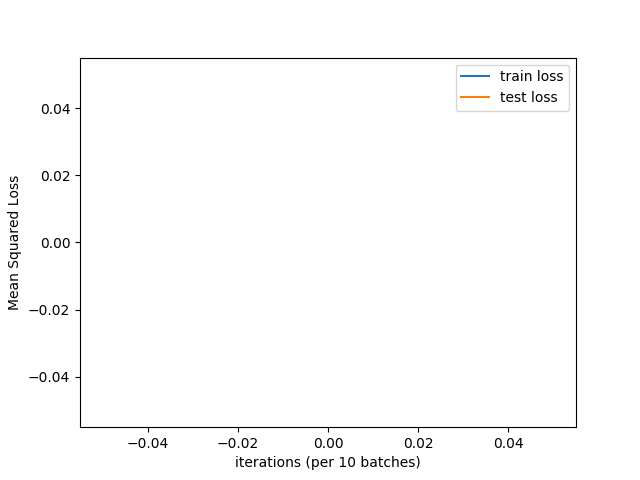 train loss
test loss
0.04
0.02
0.00
−0.02
−0.04
Mean Squared Loss
−0.04 −0.02 0.00 0.02 0.04
iterations (per 10 batches)